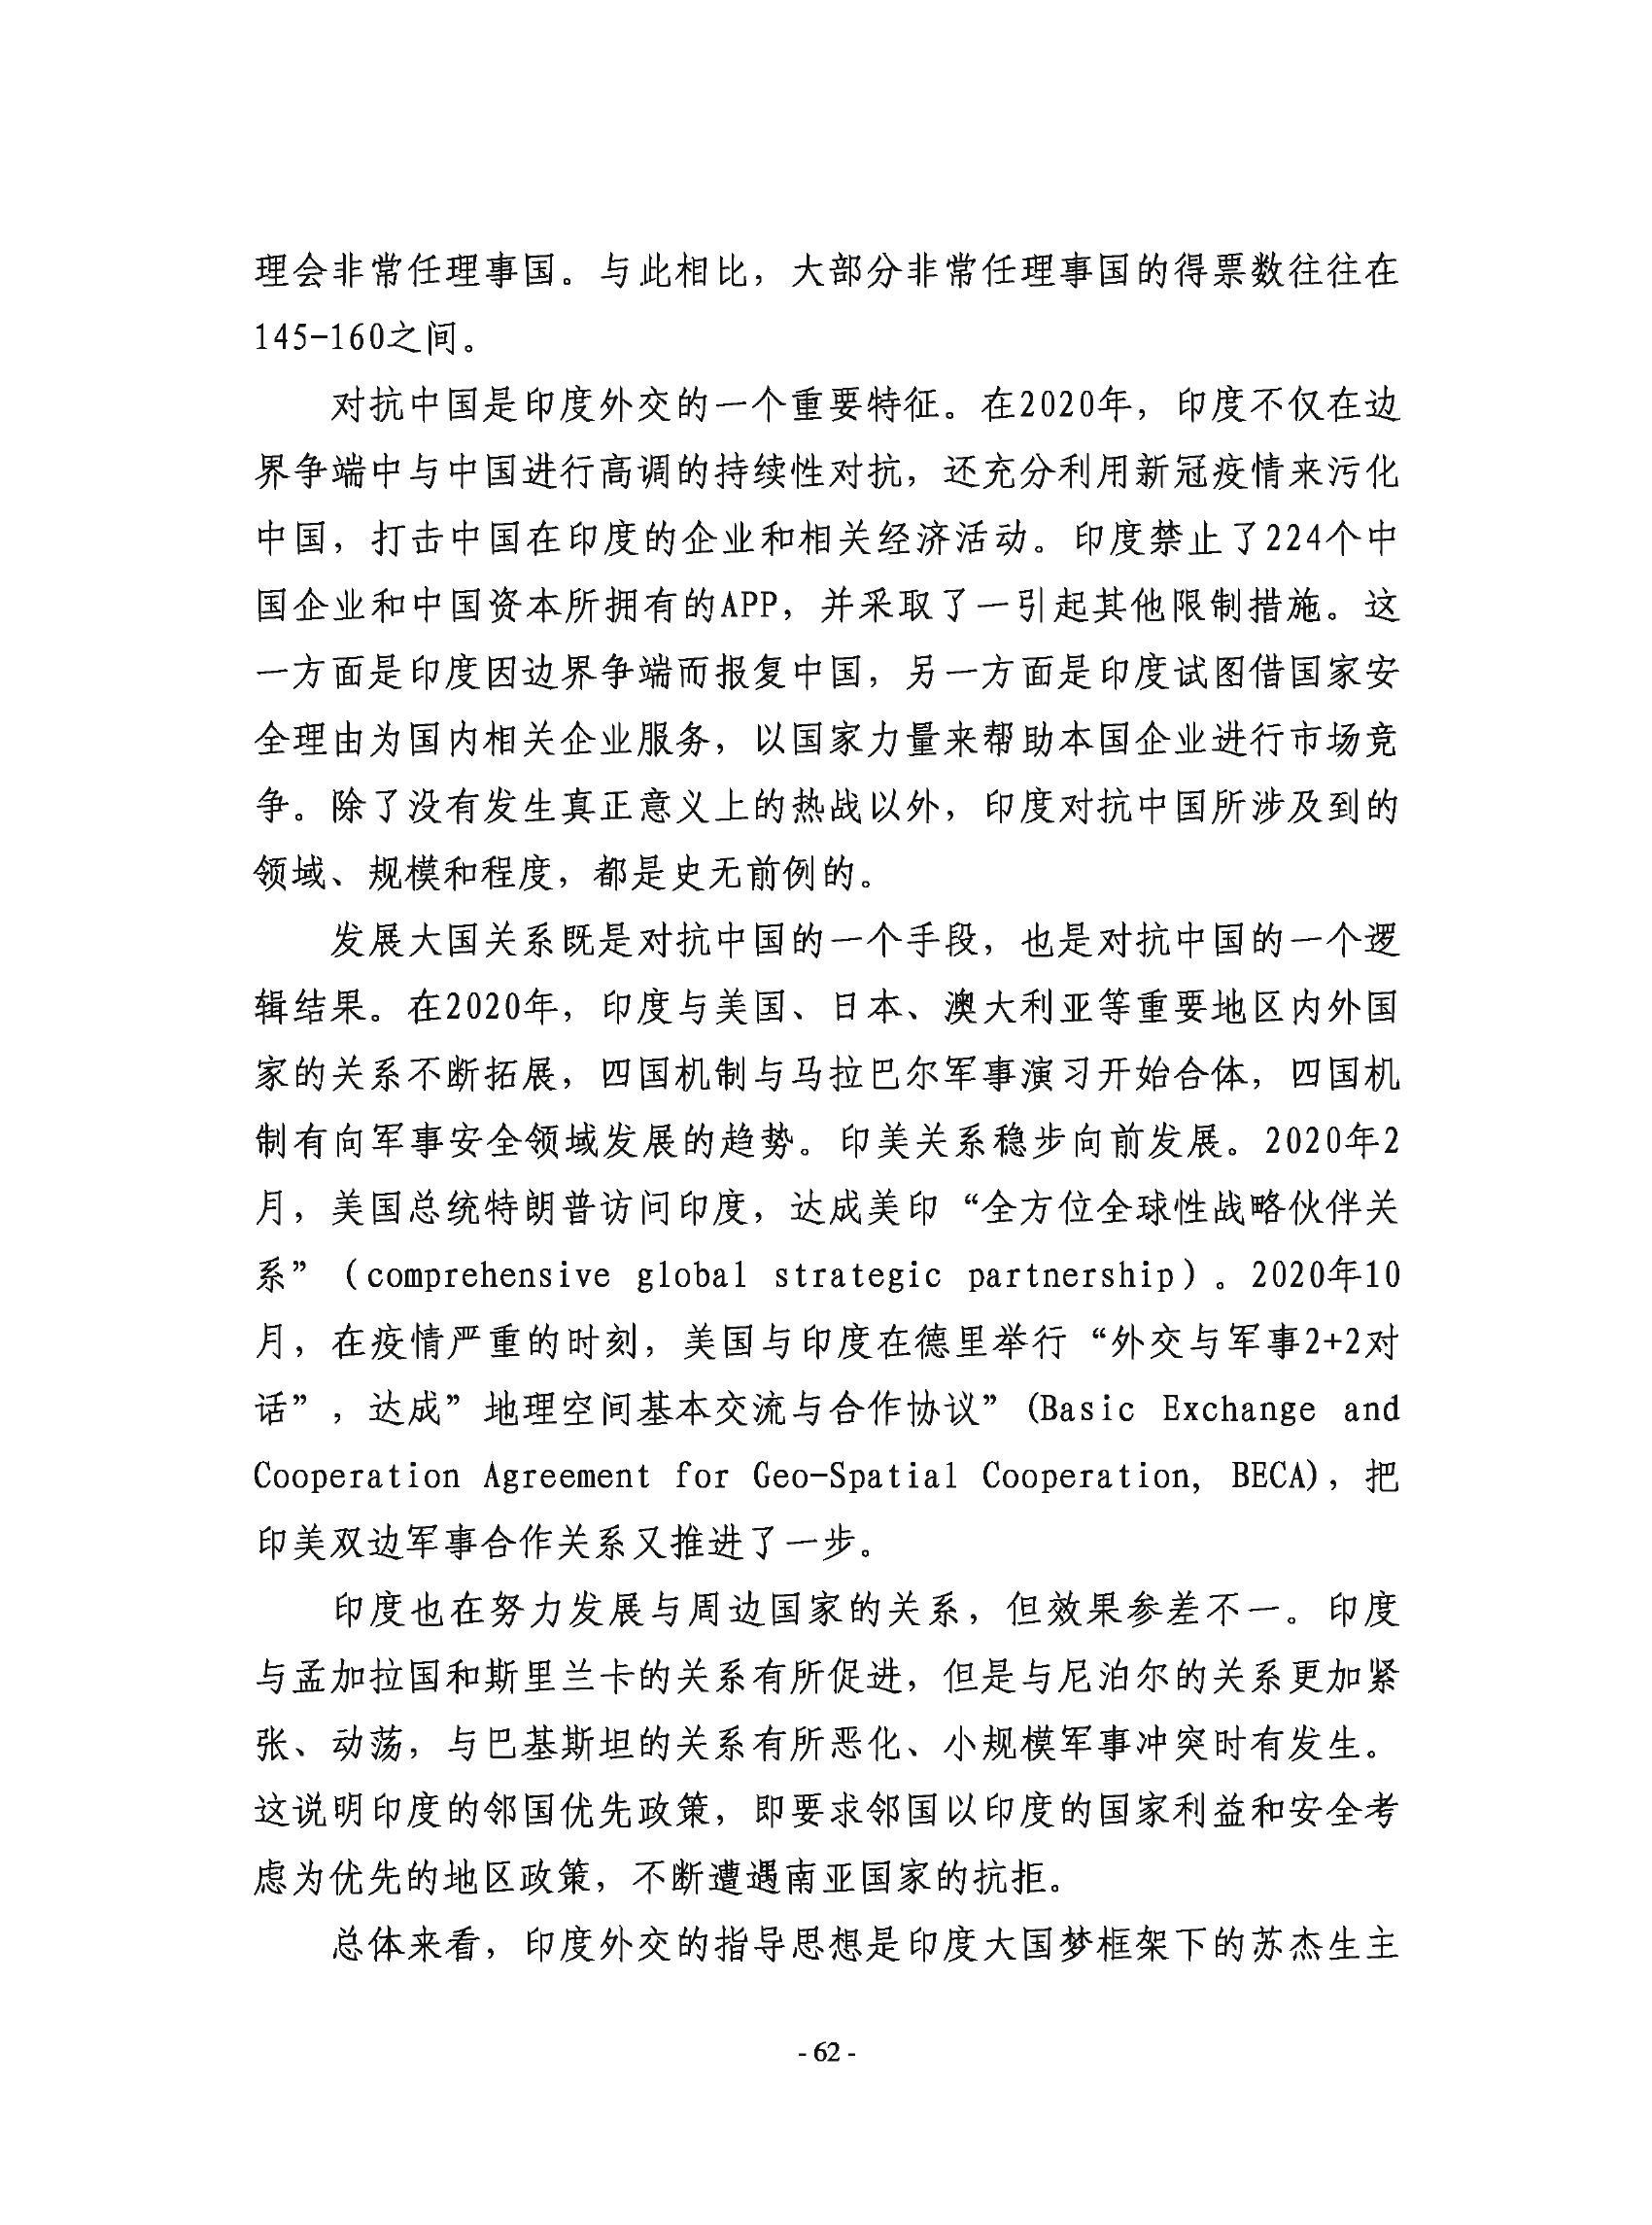 理会非常任理事国。与此相比，大部分非常任理事国的得票数往往在
145-160之间。
对抗中国是印度外交的一个重要特征。在2020年，印度不仅在边
界争端中与中国进行高调的持续性对抗，还充分利用新冠疫情来污化
中国，打击中国在印度的企业和相关经济活动。印度禁止了224个中
国企业和中国资本所拥有的APP，并采取了一引起其他限制措施。这
一方面是印度因边界争端而报复中国，另一方面是印度试图借国家安
全理由为国内相关企业服务，以国家力量来帮助本国企业进行市场竞
争。除了没有发生真正意义上的热战以外，印度对抗中国所涉及到的
领域、规模和程度，都是史无前例的。
发展大国关系既是对抗中国的一个手段，也是对抗中国的一个逻
辑结果。在2020年，印度与美国、日本、澳大利亚等重要地区内外国
家的关系不断拓展，四国机制与马拉巴尔军事演习开始合体，四国机
制有向军事安全领域发展的趋势。印美关系稳步向前发展。2020年2
月，美国总统特朗普访问印度，达成美印“全方位全球性战略伙伴关
系”（comprehensive global strategic partnership）。2020年10
月，在疫情严重的时刻，美国与印度在德里举行“外交与军事2+2对
话”，达成”地理空间基本交流与合作协议”(Basic Exchange and
Cooperation Agreement for Geo-Spatial Cooperation, BECA)，把
印美双边军事合作关系又推进了一步。
印度也在努力发展与周边国家的关系，但效果参差不一。印度
与孟加拉国和斯里兰卡的关系有所促进，但是与尼泊尔的关系更加紧
张、动荡，与巴基斯坦的关系有所恶化、小规模军事冲突时有发生。
这说明印度的邻国优先政策，即要求邻国以印度的国家利益和安全考
虑为优先的地区政策，不断遭遇南亚国家的抗拒。
总体来看，印度外交的指导思想是印度大国梦框架下的苏杰生主
- 62 -